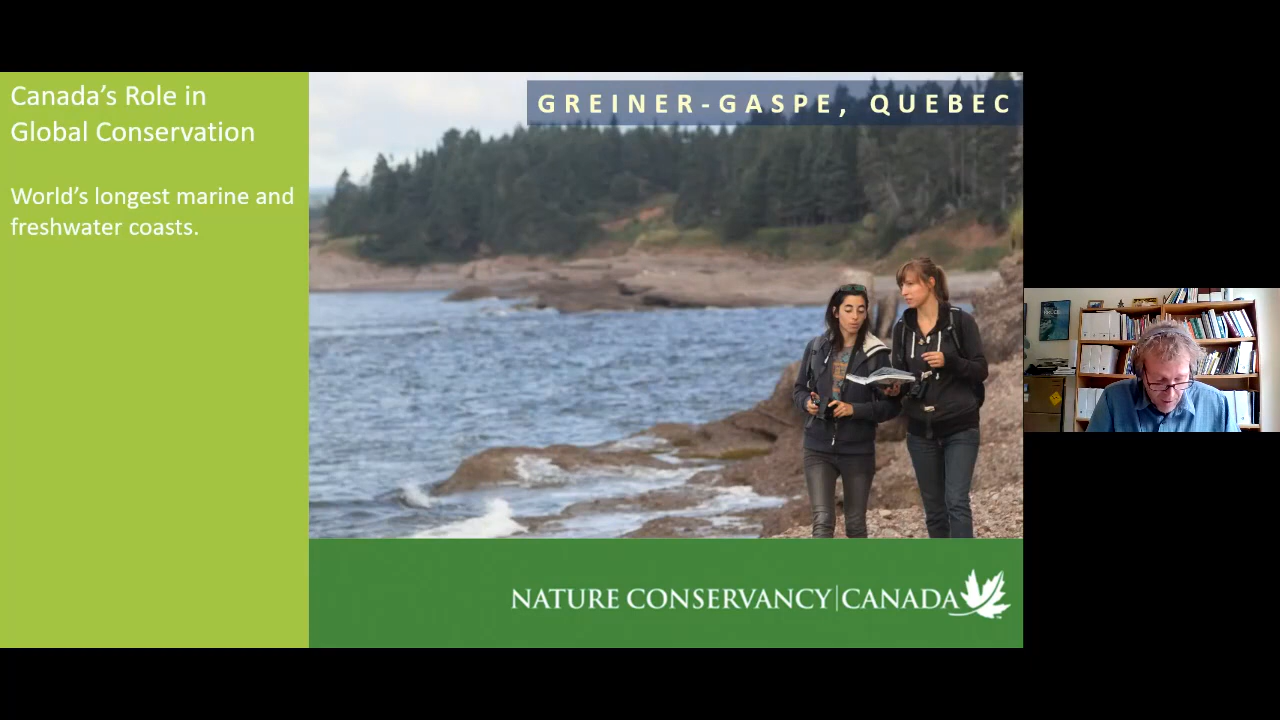 Canada's Role in
Global Conservation
World's longest marine and
freshwater coasts.
GREINER-GASPE, QUEBEC
NATURE CONSERVANCY|CANADA